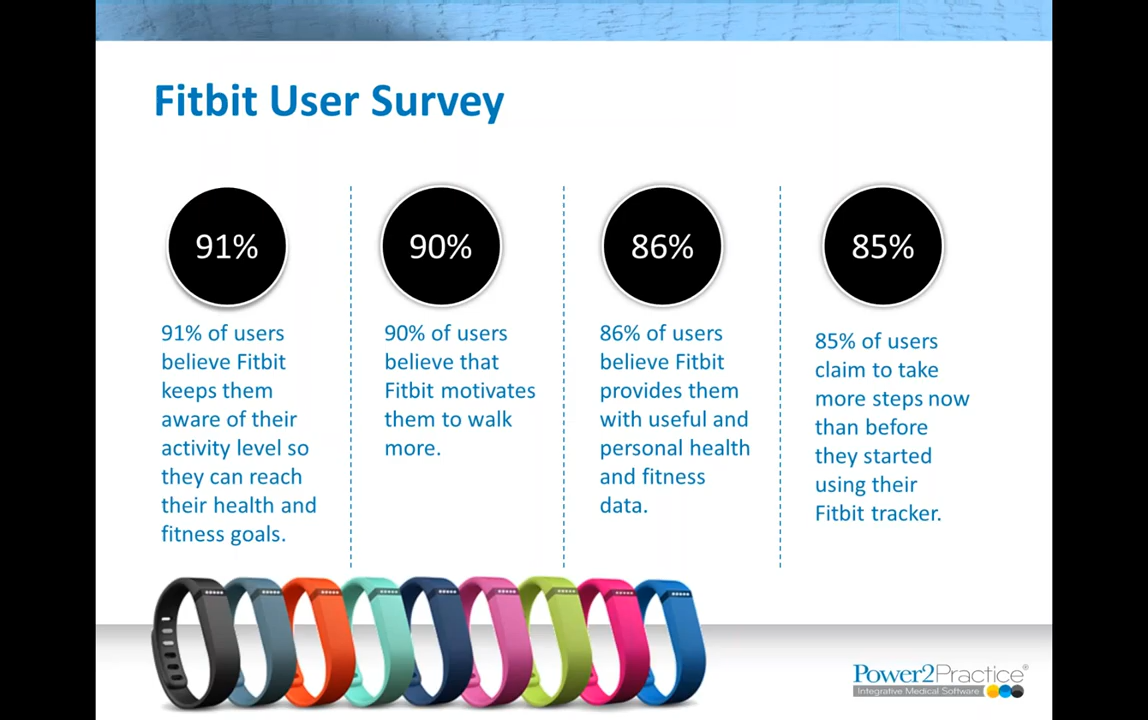 Fitbit User Survey
91%
90%
86%
85%
91% of users
believe Fitbit
keeps them
aware of their
activity level so
they can reach
their health and
fitness goals.
90% of users
believe that
Fitbit motivates
them to walk
more.
86% of users
believe Fitbit
provides them
with useful and
personal health
and fitness
data.
85% of users
claim to take
more steps now
than before
they started
using their
Fitbit tracker.
Power2Practice®
Integrative Medical Software